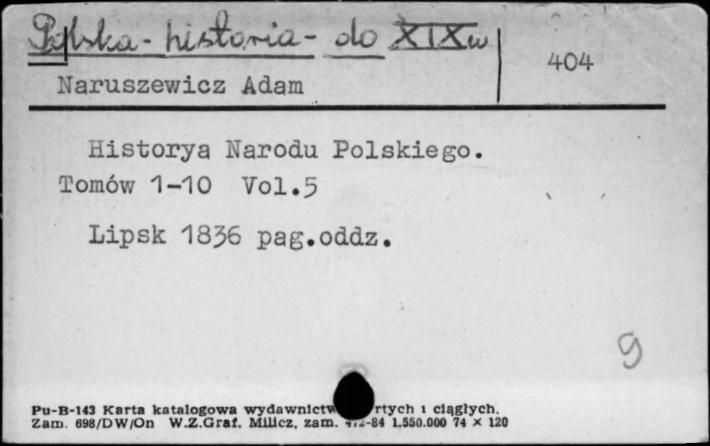 Polska - historia - do XIX w
404
Naruszewicz Adam
Historya Narodu Polskiego.
Tomów 1-10 Vol.5
Lipsk 1836 pag.oddz.
9
Pu-B-143 Karta katalogowa wydawnictw rtych i ciągłych.
Zam. 698/DW/On W.Z.Graf. Milicz, zam. -84 1.550.000 74 × 120